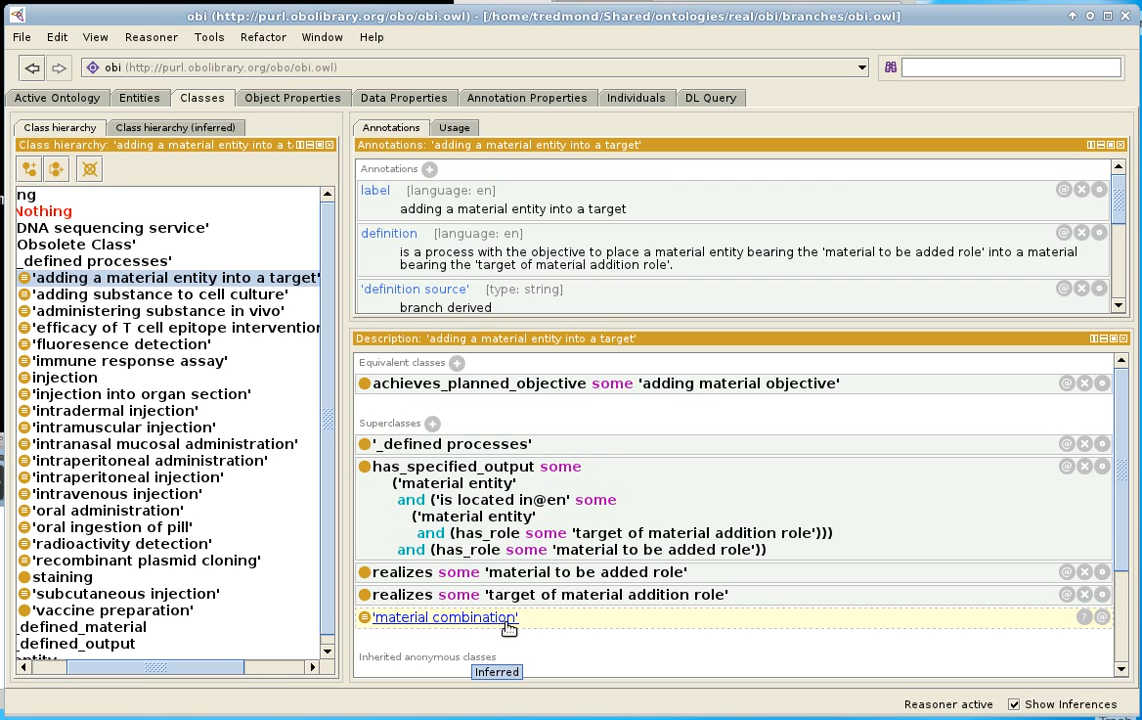 obi (http://purl.obolibrary.org/obo/obi.owl) - [/home/tredmond/Shared/ontologies/real/obi/branches/obi.owl]
File Edit View Reasoner Tools Refactor Window Help
obi (http://purl.obolibrary.org/obo/obi.owl)
Active Ontology Entities Classes Object Properties Data Properties Annotation Properties Individuals DL Query
Class hierarchy Class hierarchy (inferred)
Class hierarchy: 'adding a material entity into a t
ng
Nothing
DNA sequencing service'
Obsolete Class'
_defined processes'
'adding a material entity into a target'
'adding substance to cell culture'
'administering substance in vivo'
'efficacy of T cell epitope intervention
'fluoresence detection'
'immune response assay'
injection
'injection into organ section'
'intradermal injection'
'intramuscular injection'
'intranasal mucosal administration'
'intraperitoneal administration'
'intraperitoneal injection'
'intravenous injection'
'oral administration'
'oral ingestion of pill'
'radioactivity detection'
'recombinant plasmid cloning'
staining
'subcutaneous injection'
'vaccine preparation'
_defined_material
_defined_output
Annotations Usage
Annotations: 'adding a material entity into a target'
Annotations
label [language: en]
adding a material entity into a target
definition [language: en]
is a process with the objective to place a material entity bearing the 'material to be added role' into a material
bearing the 'target of material addition role'.
'definition source' [type: string]
branch derived
Description: 'adding a material entity into a target'
Equivalent classes
achieves_planned_objective some 'adding material objective'
Superclasses
'_defined processes'
has_specified_output some
('material entity'
and ('is located in@en' some
('material entity'
and (has_role some 'target of material addition role')))
and (has_role some 'material to be added role'))
realizes some 'material to be added role'
realizes some 'target of material addition role'
'material combination'
Inherited anonymous classes
Inferred
Reasoner active Show Inferences